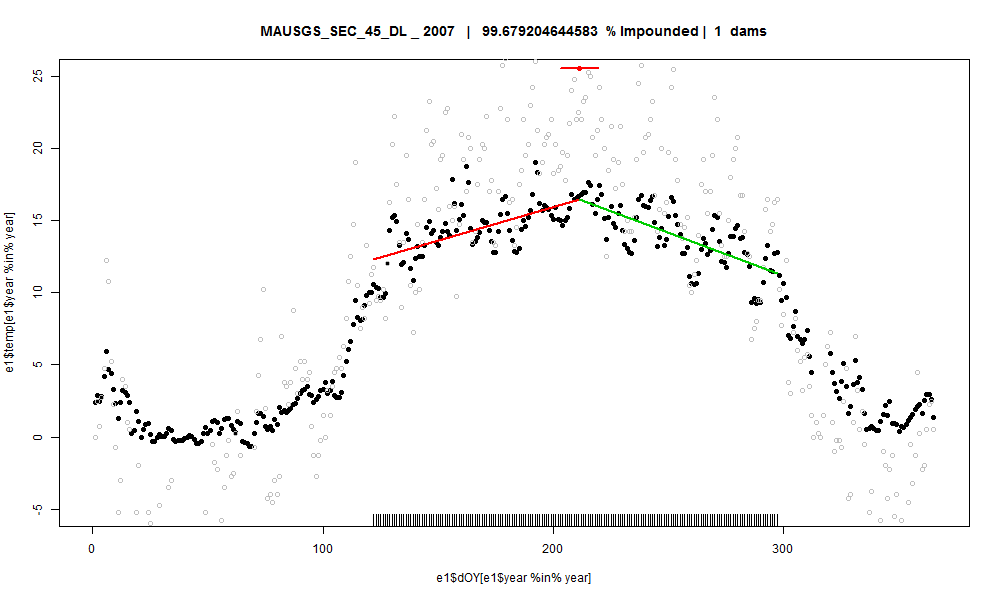 MAUSGS_SEC_45_DL _ 2007 | 99.679204644583 % Impounded | 1 dams
25
20
15
10
5
0
-5
e1$temp[e1$year %in% year]
0 100 200 300
e1$dOY[e1$year %in% year]